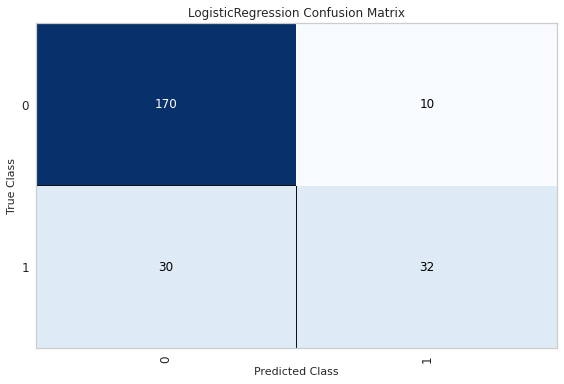 LogisticRegression Confusion Matrix
True Class
0
170
10
1
30
32
0
1
Predicted Class